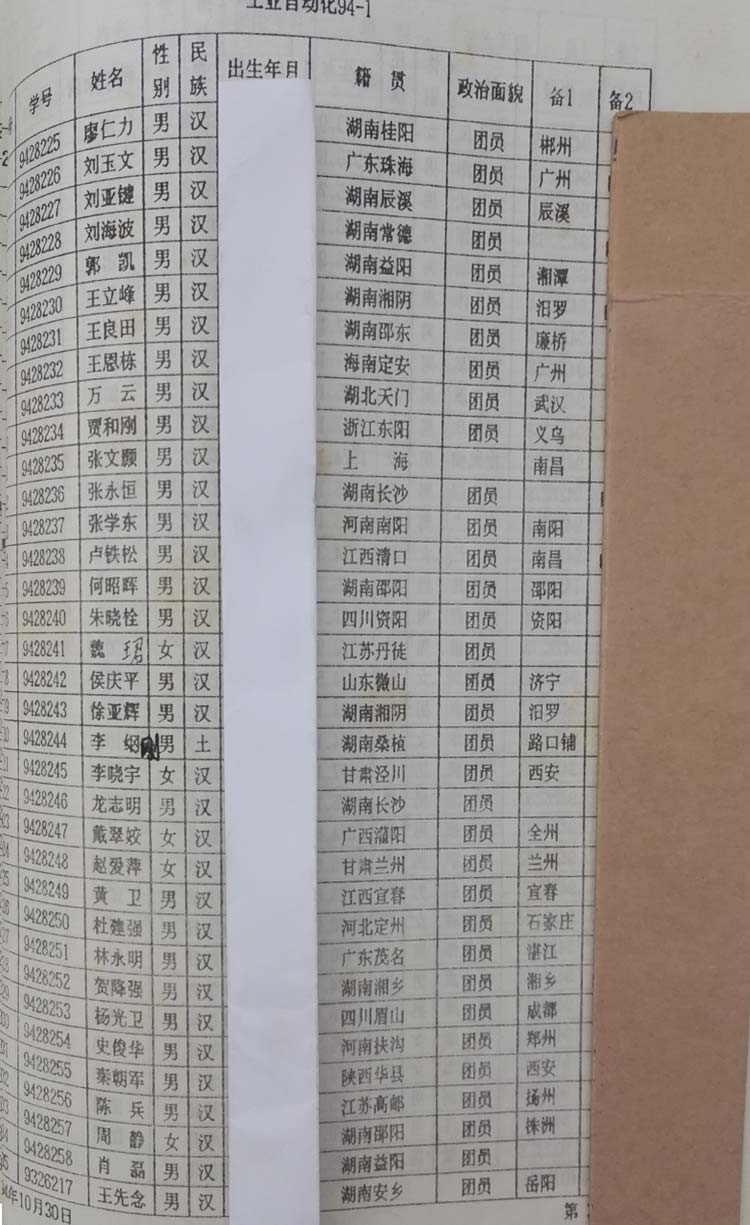 工业自动化94-1
学号 姓名 性别 民族 出生年月 籍贯 政治面貌 备1 备2
9428225 廖仁力 男 汉 湖南桂阳 团员 郴州
9428226 刘玉文 男 汉 广东珠海 团员 广州
9428227 刘亚键 男 汉 湖南辰溪 团员 辰溪
9428228 刘海波 男 汉 湖南常德 团员
9428229 郭凯 男 汉 湖南益阳 团员 湘潭
9428230 王立峰 男 汉 湖南湘阴 团员 汨罗
9428231 王良田 男 汉 湖南邵东 团员 廉桥
9428232 王恩栋 男 汉 海南定安 团员 广州
9428233 万云 男 汉 湖北天门 团员 武汉
9428234 贾和刚 男 汉 浙江东阳 团员 义乌
9428235 张文颢 男 汉 上海 南昌
9428236 张永恒 男 汉 湖南长沙 团员
9428237 张学东 男 汉 河南南阳 团员 南阳
9428238 卢铁松 男 汉 江西清口 团员 南昌
9428239 何昭晖 男 汉 湖南邵阳 团员 邵阳
9428240 朱晓栓 男 汉 四川资阳 团员 资阳
9428241 魏珺 女 汉 江苏丹徒 团员
9428242 侯庆平 男 汉 山东微山 团员 济宁
9428243 徐亚辉 男 汉 湖南湘阴 团员 汨罗
9428244 李刚 男 土 湖南桑植 团员 路口铺
9428245 李晓宇 女 汉 甘肃泾川 团员 西安
9428246 龙志明 男 汉 湖南长沙 团员
9428247 戴翠姣 女 汉 广西灌阳 团员 全州
9428248 赵爱萍 女 汉 甘肃兰州 团员 兰州
9428249 黄卫 男 汉 江西宜春 团员 宜春
9428250 杜建强 男 汉 河北定州 团员 石家庄
9428251 林永明 男 汉 广东茂名 团员 湛江
9428252 贺降强 男 汉 湖南湘乡 团员 湘乡
9428253 杨光卫 男 汉 四川眉山 团员 成都
9428254 史俊华 男 汉 河南扶沟 团员 郑州
9428255 秦朝军 男 汉 陕西华县 团员 西安
9428256 陈兵 男 汉 江苏高邮 团员 扬州
9428257 周静 女 汉 湖南邵阳 团员 株洲
9428258 肖磊 男 汉 湖南益阳 团员
9326217 王先念 男 汉 湖南安乡 团员 岳阳
94年10月30日 第